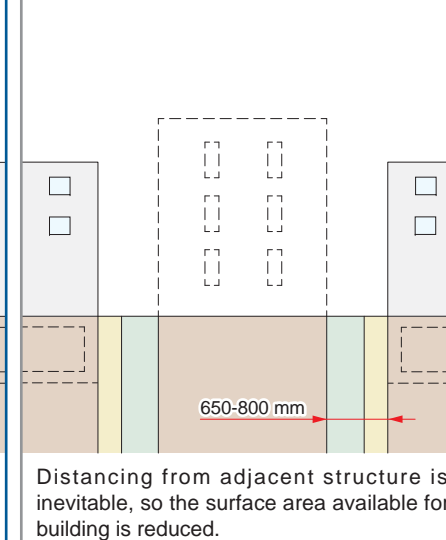 650-800 mm
Distancing from adjacent structure is
inevitable, so the surface area available for
building is reduced.